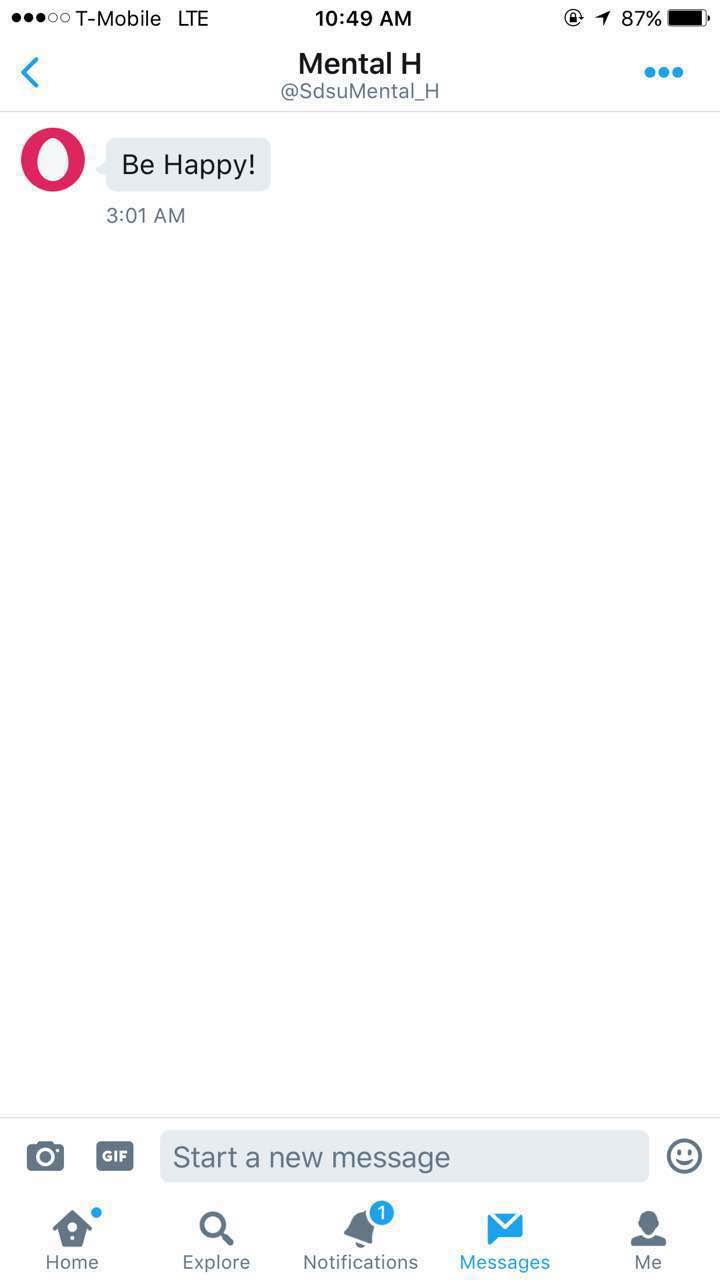 T-Mobile LTE 10:49 AM 87%
Mental H
@SdsuMental_H
Be Happy!
3:01 AM
GIF Start a new message
1
Home Explore Notifications Messages Me